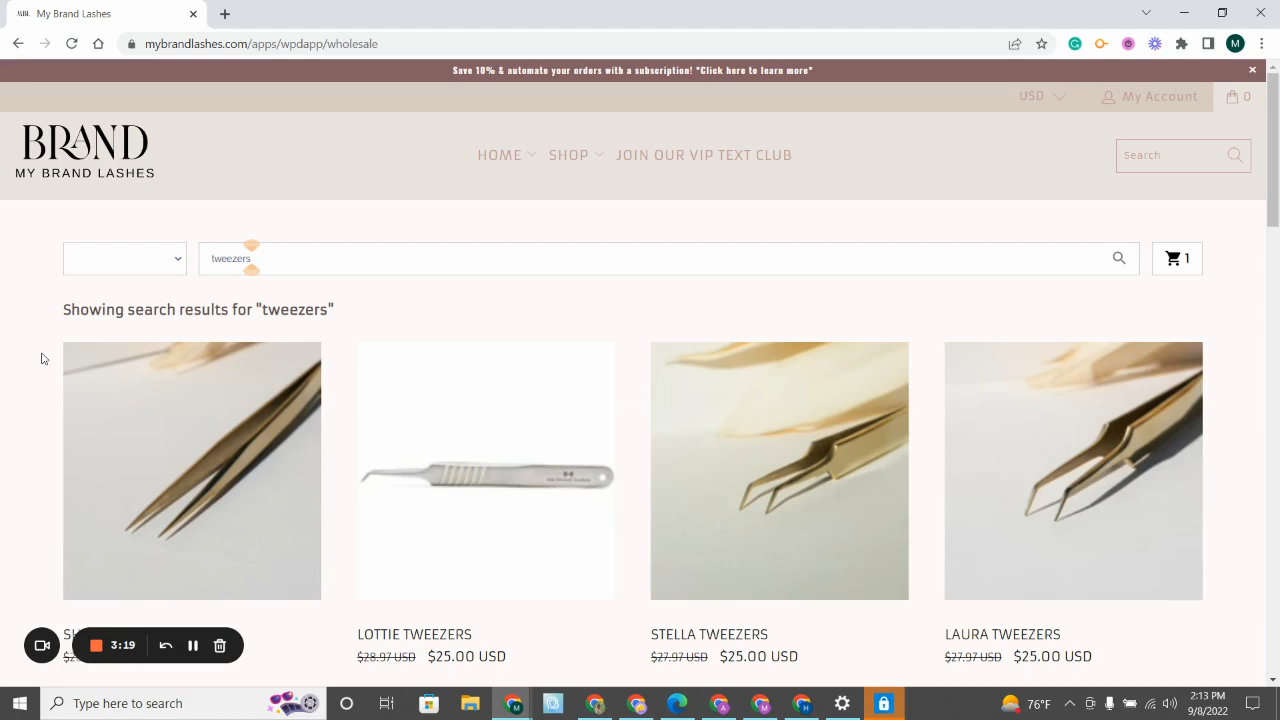 My Brand Lashes
mybrandlashes.com/apps/wpdapp/wholesale
M
Save 10% & automate your orders with a subscription! *Click here to learn more*
USD
My Account
0
BRAND
MY BRAND LASHES
HOME
SHOP
JOIN OUR VIP TEXT CLUB
Search
tweezers
1
Showing search results for "tweezers"
LOTTIE TWEEZERS
STELLA TWEEZERS
LAURA TWEEZERS
3:19
$28.97 USD $25.00 USD
$27.97 USD $25.00 USD
$27.97 USD $25.00 USD
Type here to search
76°F
2:13 PM
9/8/2022